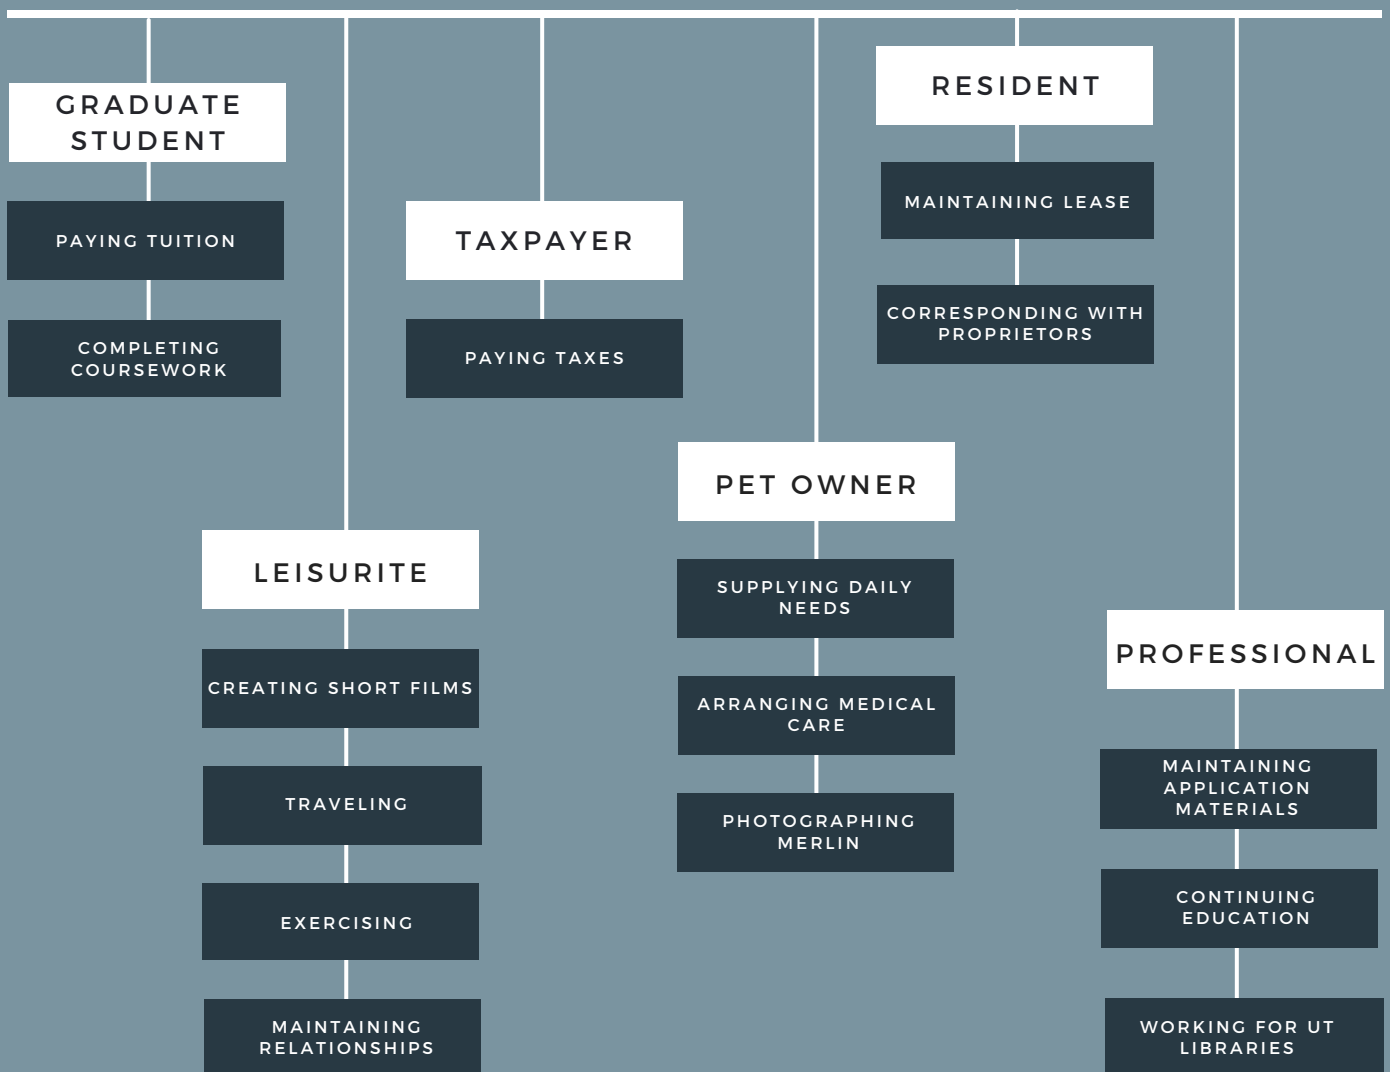 GRADUATE
STUDENT
PAYING TUITION
COMPLETING
COURSEWORK
LEISURITE
CREATING SHORT FILMS
TRAVELING
EXERCISING
MAINTAINING
RELATIONSHIPS
TAXPAYER
PAYING TAXES
PET OWNER
SUPPLYING DAILY
NEEDS
ARRANGING MEDICAL
CARE
PHOTOGRAPHING
MERLIN
RESIDENT
MAINTAINING LEASE
CORRESPONDING WITH
PROPRIETORS
PROFESSIONAL
MAINTAINING
APPLICATION
MATERIALS
CONTINUING
EDUCATION
WORKING FOR UT
LIBRARIES